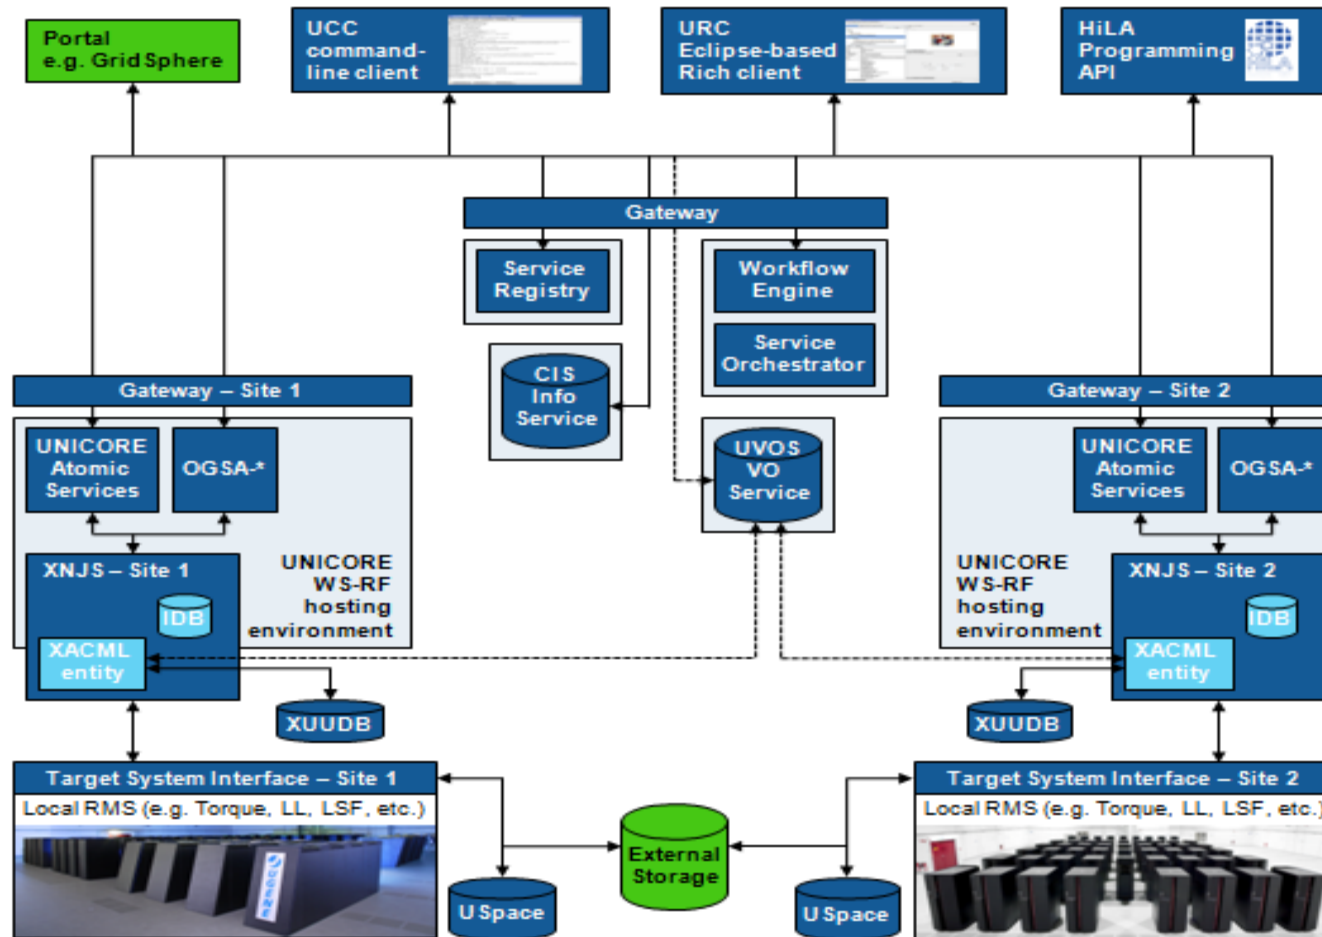 Portal
e.g. Grid Sphere
UCC
command-
line client
URC
Eclipse-based
Rich client
HiLA
Programming
API
Gateway
Service
Registry
Workflow
Engine
Service
Orchestrator
CIS
Info
Service
UVOS
VO
Service
Gateway – Site 1
UNICORE
Atomic
Services
OGSA-*
UNICORE
WS-RF
hosting
environment
XNJS – Site 1
IDB
XACML
entity
XUUDB
Gateway – Site 2
UNICORE
Atomic
Services
OGSA-*
UNICORE
WS-RF
hosting
environment
XNJS – Site 2
IDB
XACML
entity
XUUDB
Target System Interface – Site 1
Local RMS (e.g. Torque, LL, LSF, etc.)
JUGENE
USpace
External
Storage
Target System Interface – Site 2
Local RMS (e.g. Torque, LL, LSF, etc.)
USpace